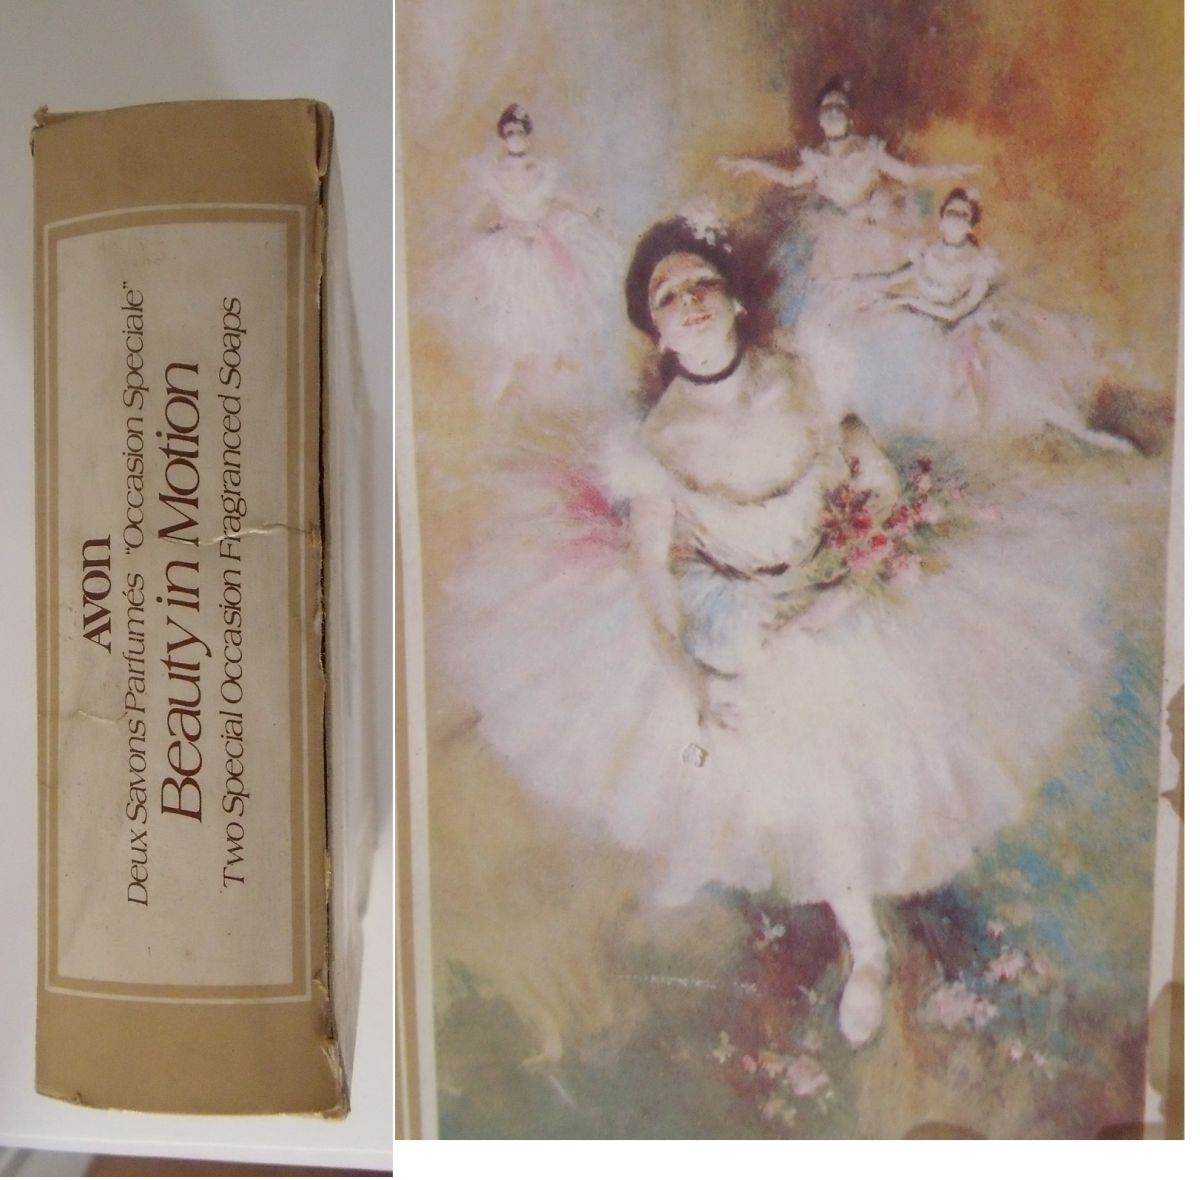 AVON
Deux Savons Parfumés "Occasion Speciale"
Beauty in Motion
Two Special Occasion Fragranced Soaps